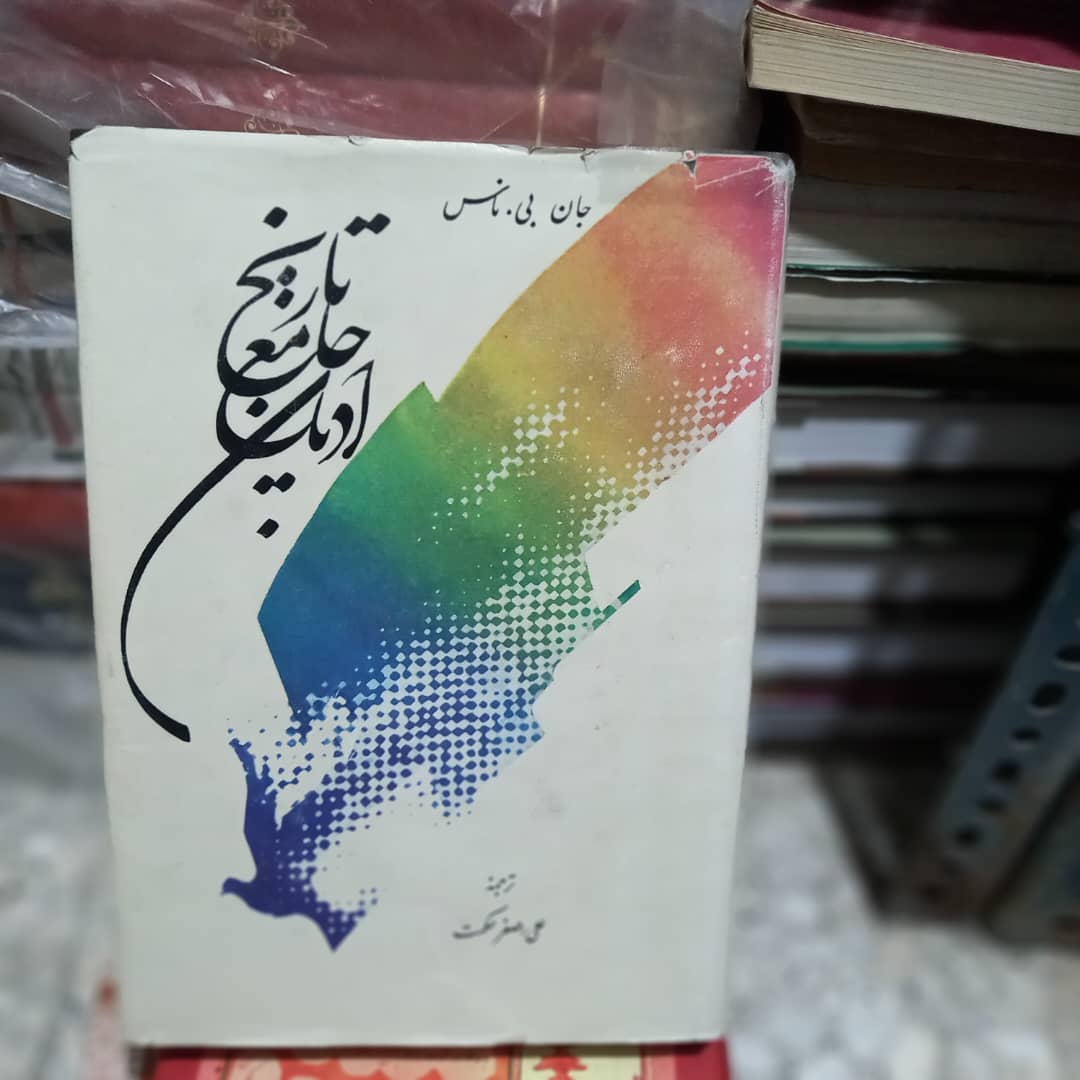 جان بی. ناس
تاریخ
جامع
ادیان
ترجمهٔ
علی اصغر حکمت